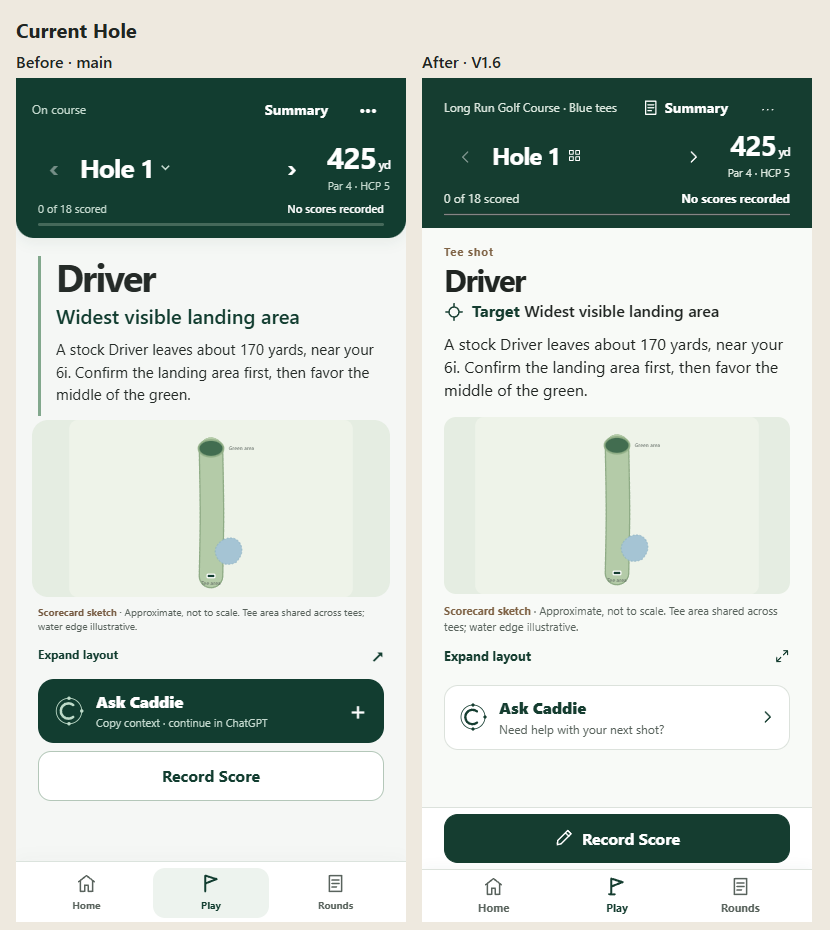 Current Hole
Before · main
On course
Summary
•••
Hole 1
425 yd
Par 4 · HCP 5
0 of 18 scored
No scores recorded
Driver
Widest visible landing area
A stock Driver leaves about 170 yards, near your
6i. Confirm the landing area first, then favor the
middle of the green.
Green area
Tee area
Scorecard sketch · Approximate, not to scale. Tee area shared across tees;
water edge illustrative.
Expand layout
Ask Caddie
Copy context · continue in ChatGPT
Record Score
Home
Play
Rounds
After · V1.6
Long Run Golf Course · Blue tees
Summary
...
Hole 1
425 yd
Par 4 · HCP 5
0 of 18 scored
No scores recorded
Tee shot
Driver
Target Widest visible landing area
A stock Driver leaves about 170 yards, near your
6i. Confirm the landing area first, then favor the
middle of the green.
Green area
Tee area
Scorecard sketch · Approximate, not to scale. Tee area shared across
tees; water edge illustrative.
Expand layout
Ask Caddie
Need help with your next shot?
Record Score
Home
Play
Rounds